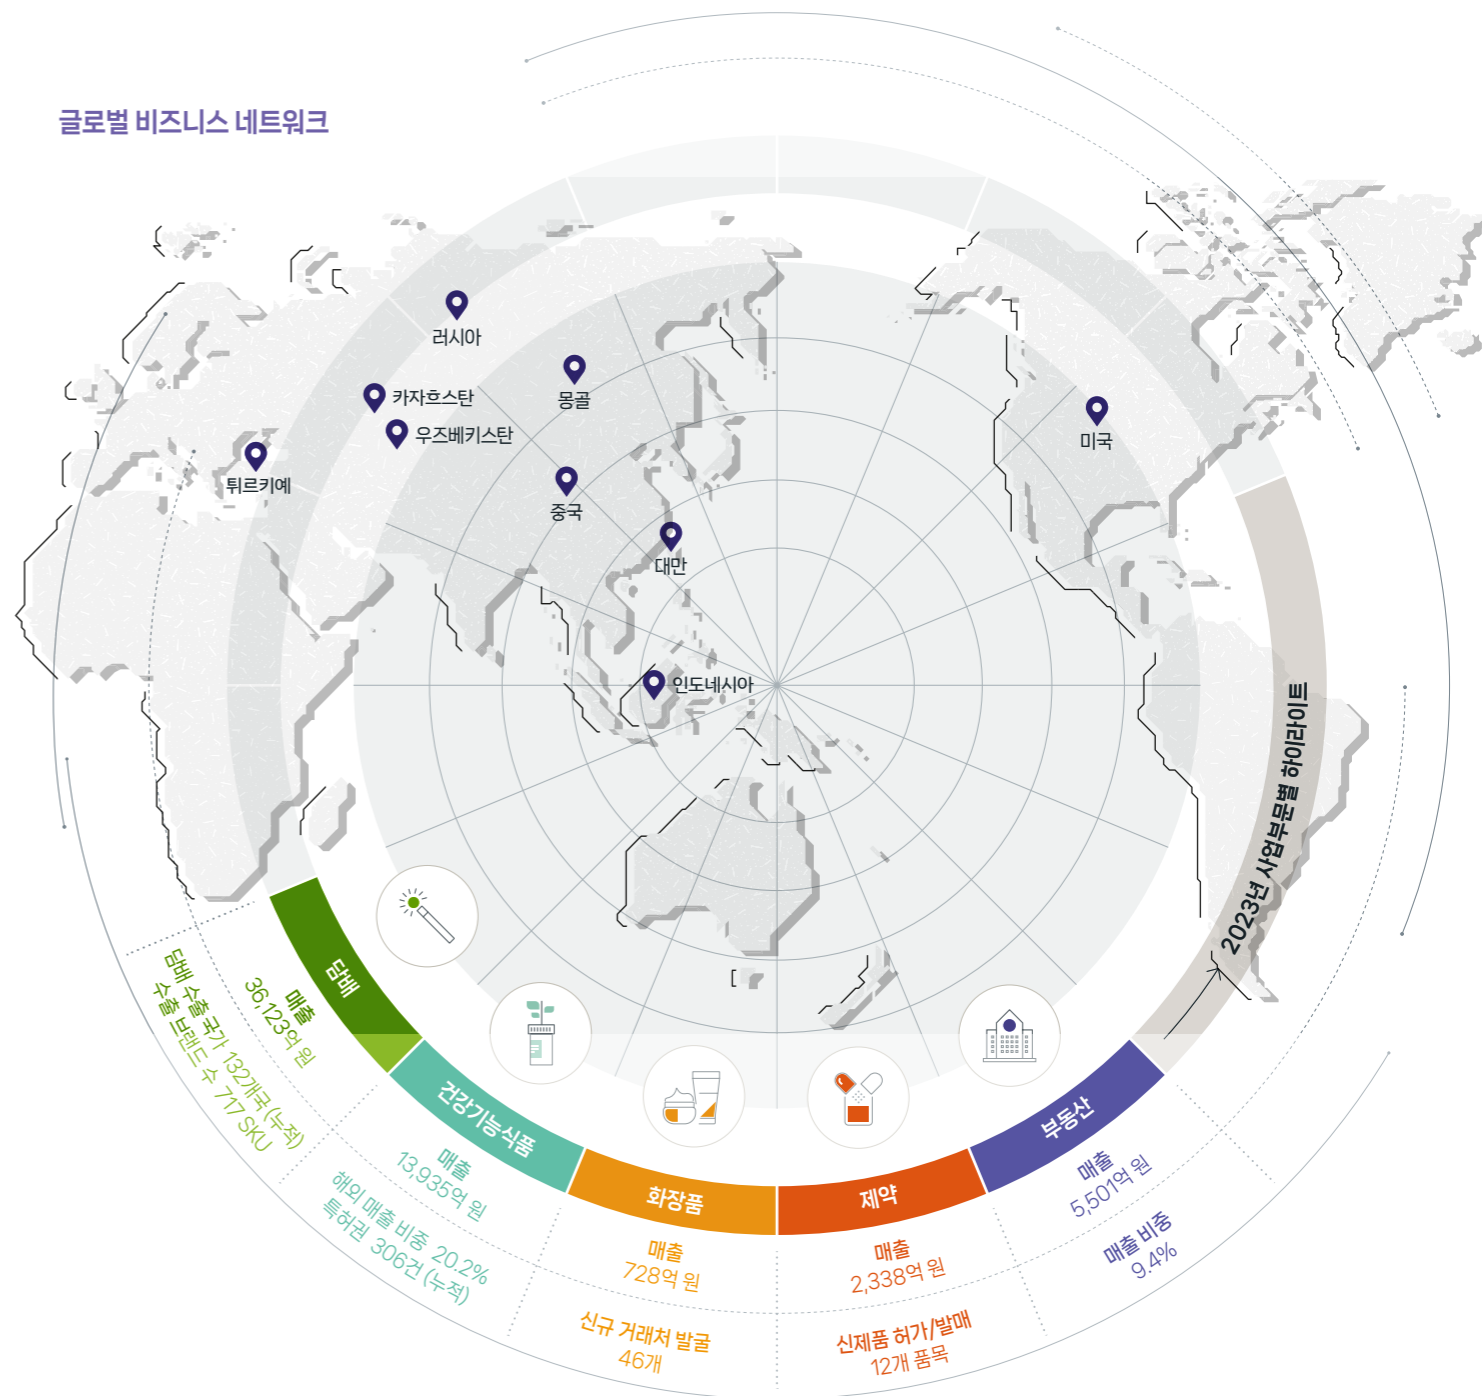 글로벌 비즈니스 네트워크
러시아
몽골
카자흐스탄
우즈베키스탄
튀르키예
중국
대만
인도네시아
미국
2023년 사업부문별 하이라이트
담배
매출
36,123억 원
담배 수출 국가 132개국 (누적)
수출 브랜드 수 717 SKU
건강기능식품
매출
13,935억 원
해외 매출 비중 20.2%
특허권 306건 (누적)
화장품
매출
728억 원
신규 거래처 발굴
46개
제약
매출
2,338억 원
신제품 허가/발매
12개 품목
부동산
매출
5,501억 원
매출 비중
9.4%